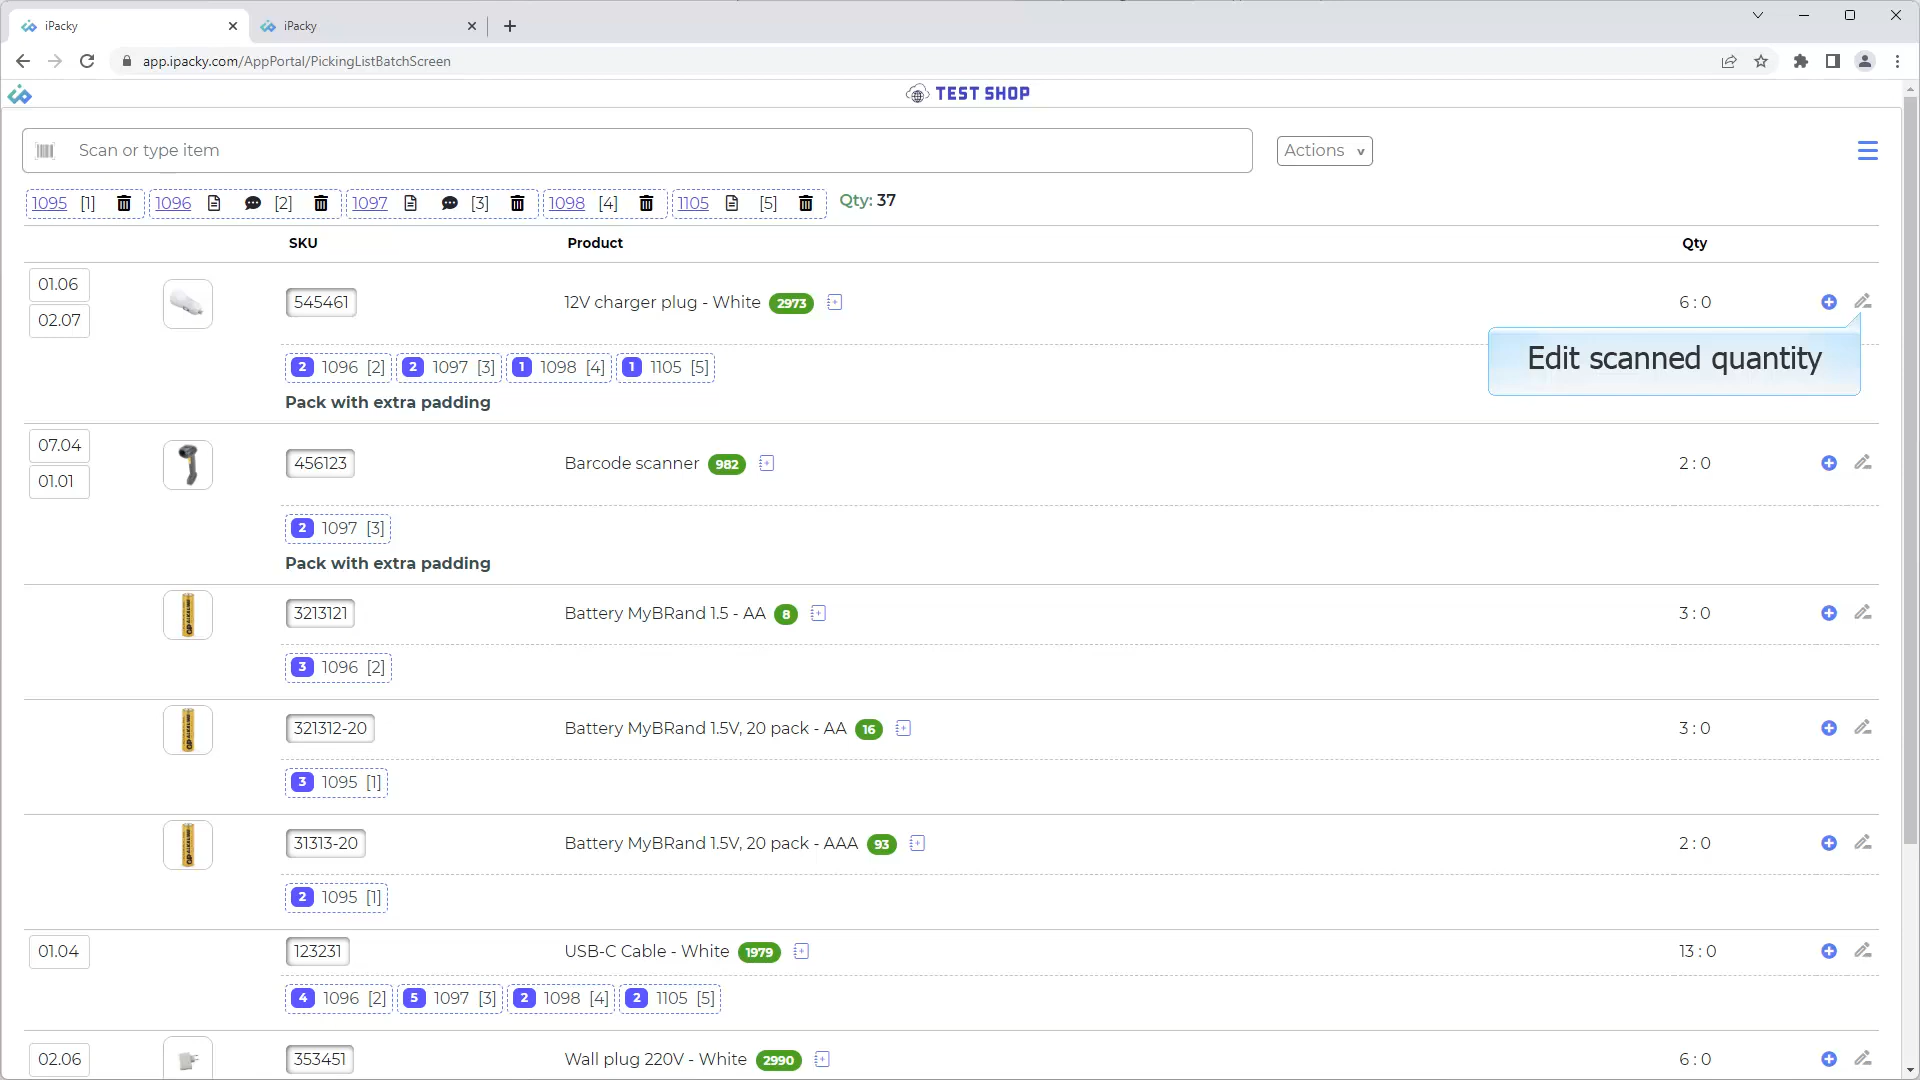 iPacky
iPacky
app.ipacky.com/AppPortal/PickingListBatchScreen
TEST SHOP
Scan or type item
Actions v
1095 [1] 1096 [2] 1097 [3] 1098 [4] 1105 [5] Qty: 37
SKU Product Qty
01.06
02.07
545461 12V charger plug - White 2973 6 : 0
Edit scanned quantity
2 1096 [2] 2 1097 [3] 1 1098 [4] 1 1105 [5]
Pack with extra padding
07.04
01.01
456123 Barcode scanner 982 2 : 0
2 1097 [3]
Pack with extra padding
3213121 Battery MyBRand 1.5 - AA 8 3 : 0
3 1096 [2]
321312-20 Battery MyBRand 1.5V, 20 pack - AA 16 3 : 0
3 1095 [1]
31313-20 Battery MyBRand 1.5V, 20 pack - AAA 93 2 : 0
2 1095 [1]
01.04 123231 USB-C Cable - White 1979 13 : 0
4 1096 [2] 5 1097 [3] 2 1098 [4] 2 1105 [5]
02.06 353451 Wall plug 220V - White 2990 6 : 0